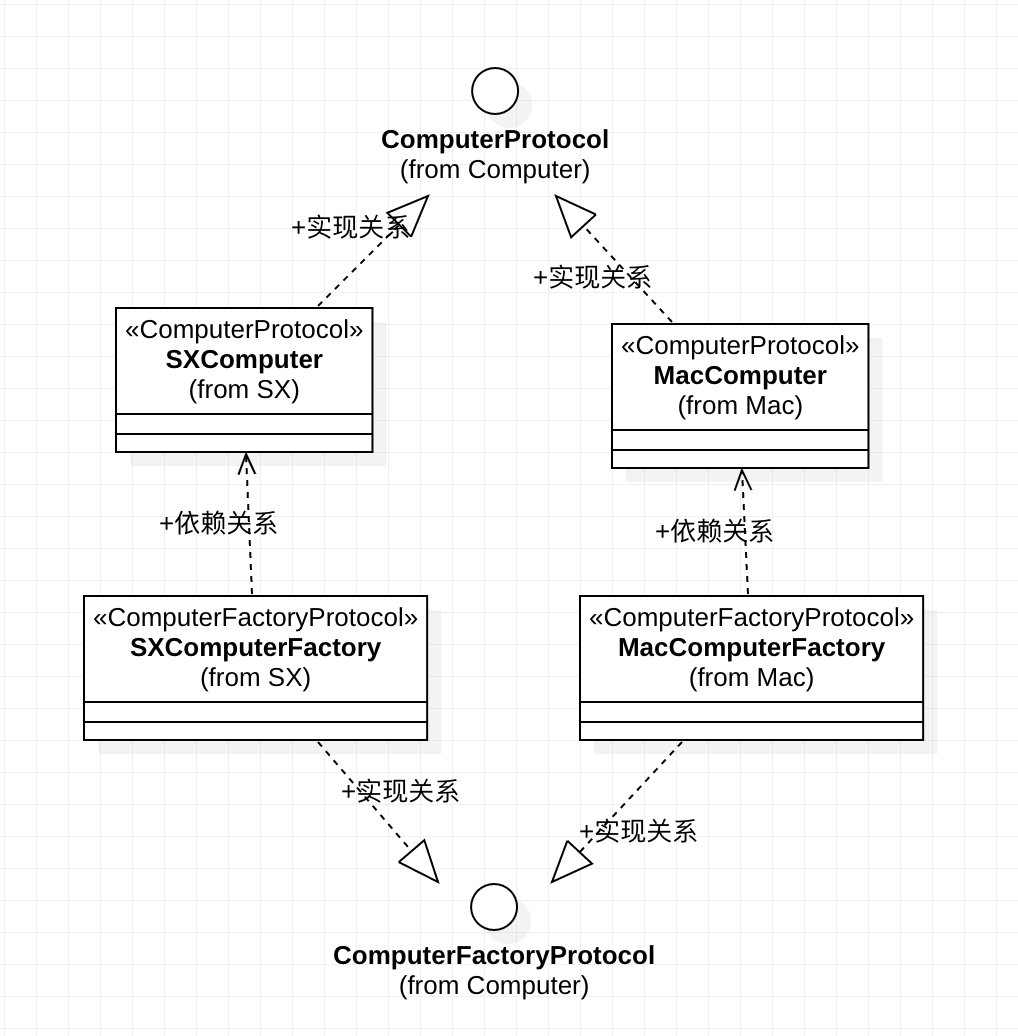 ComputerProtocol
(from Computer)
+实现关系
+实现关系
«ComputerProtocol»
SXComputer
(from SX)
«ComputerProtocol»
MacComputer
(from Mac)
+依赖关系
+依赖关系
«ComputerFactoryProtocol»
SXComputerFactory
(from SX)
«ComputerFactoryProtocol»
MacComputerFactory
(from Mac)
+实现关系
+实现关系
ComputerFactoryProtocol
(from Computer)